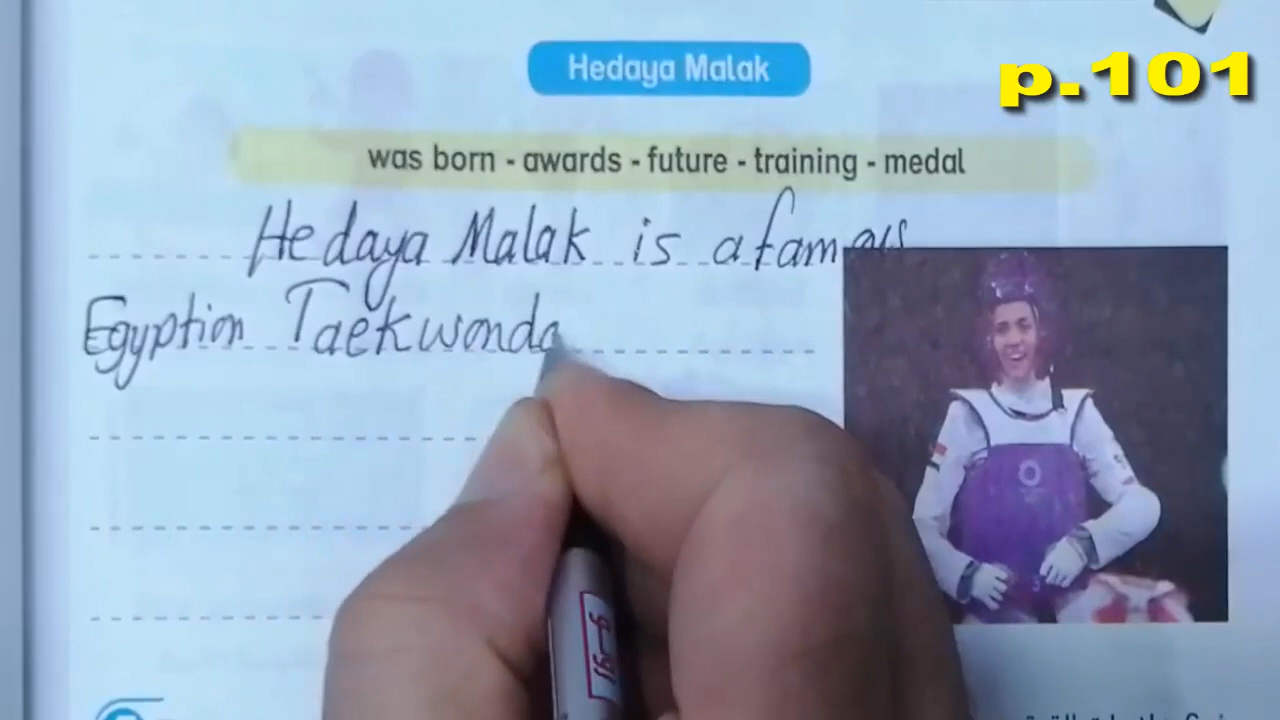 p.101
Hedaya Malak
was born - awards - future - training - medal
Hedaya Malak is a famous
Egyption Taekwondo